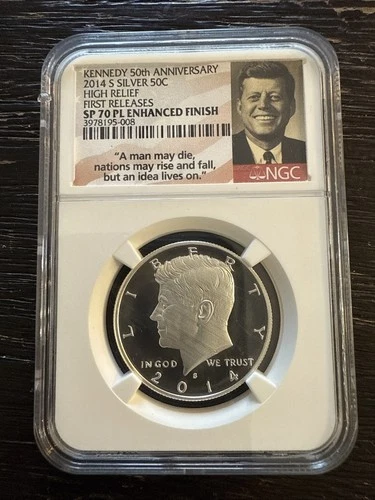 KENNEDY 50th ANNIVERSARY
2014 S SILVER 50C
HIGH RELIEF
FIRST RELEASES
SP 70 PL ENHANCED FINISH
3978195-008
"A man may die,
nations may rise and fall,
but an idea lives on."
NGC
LIBERTY
IN GOD WE TRUST
S
2014